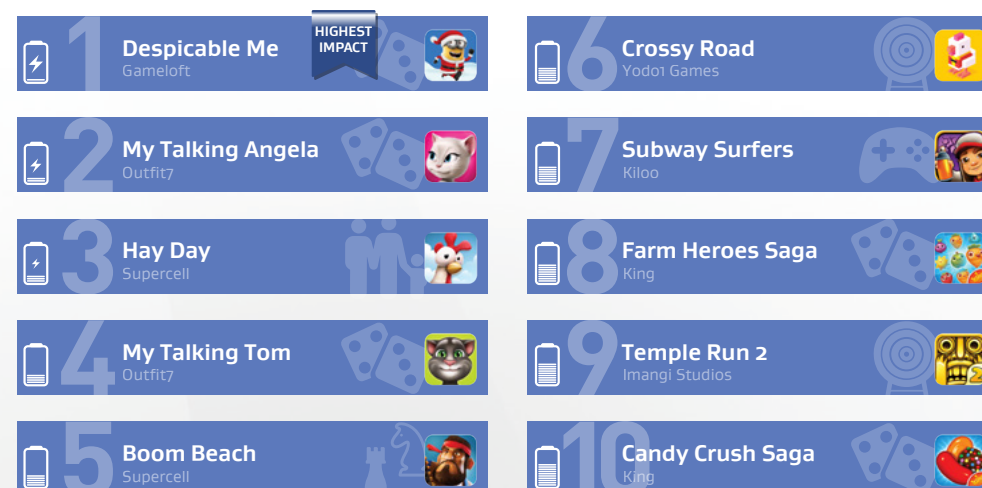 HIGHEST
IMPACT
1
Despicable Me
Gameloft
2
My Talking Angela
Outfit7
3
Hay Day
Supercell
4
My Talking Tom
Outfit7
5
Boom Beach
Supercell
6
Crossy Road
Yodo1 Games
7
Subway Surfers
Kiloo
8
Farm Heroes Saga
King
9
Temple Run 2
Imangi Studios
2
10
Candy Crush Saga
King